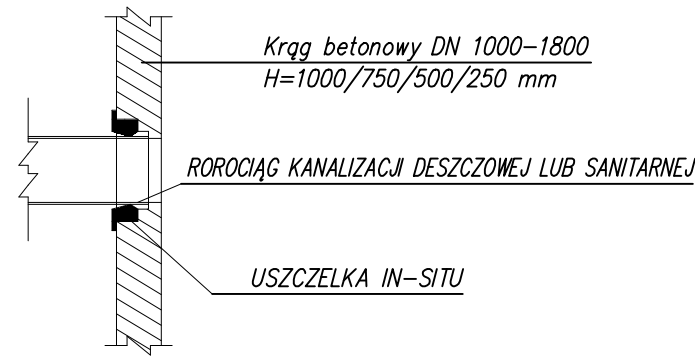 Krąg betonowy DN 1000-1800
H=1000/750/500/250 mm
ROROCIĄG KANALIZACJI DESZCZOWEJ LUB SANITARNEJ
USZCZELKA IN-SITU